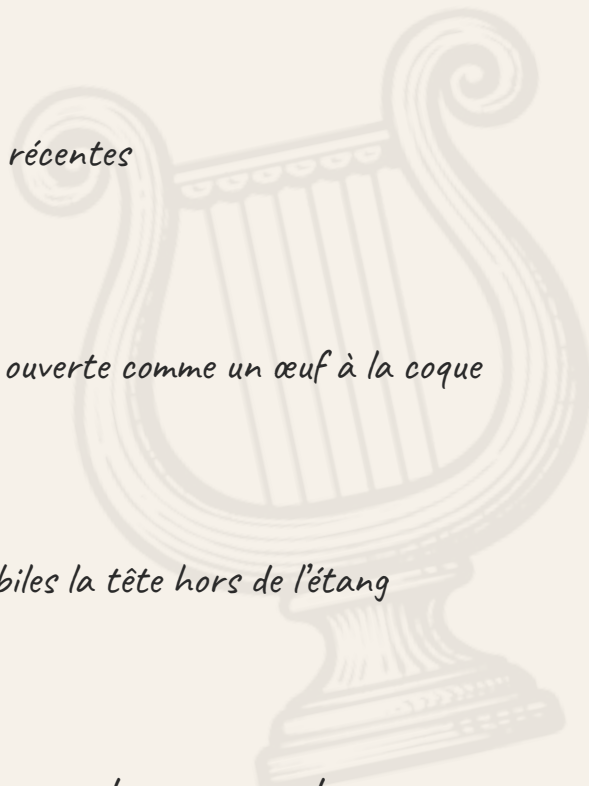 récentes
ouverte comme un œuf à la coque
biles la tête hors de l’étang